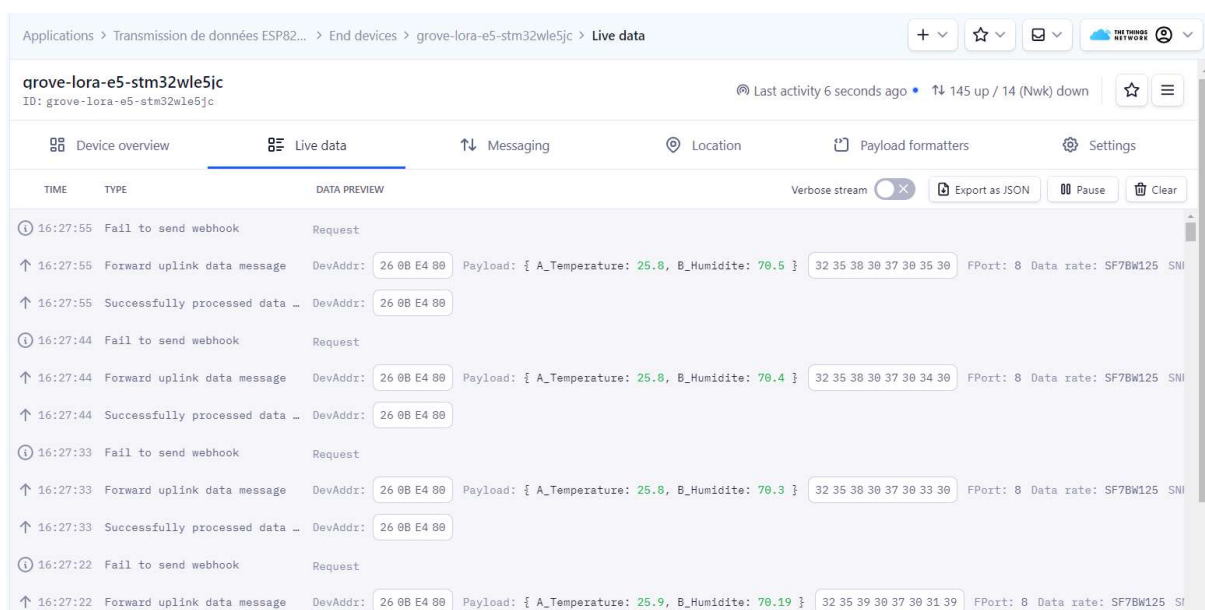 Applications > Transmission de données ESP82... > End devices > grove-lora-e5-stm32wle5jc > Live data
THE THINGS NETWORK
grove-lora-e5-stm32wle5jc
ID: grove-lora-e5-stm32wle5jc
Last activity 6 seconds ago • ↑↓ 145 up / 14 (Nwk) down
Device overview Live data Messaging Location Payload formatters Settings
TIME TYPE DATA PREVIEW Verbose stream Export as JSON Pause Clear
16:27:55 Fail to send webhook Request
↑ 16:27:55 Forward uplink data message DevAddr: 26 0B E4 80 Payload: { A_Temperature: 25.8, B_Humidite: 70.5 } 32 35 38 30 37 30 35 30 FPort: 8 Data rate: SF7BW125 SN
↑ 16:27:55 Successfully processed data … DevAddr: 26 0B E4 80
16:27:44 Fail to send webhook Request
↑ 16:27:44 Forward uplink data message DevAddr: 26 0B E4 80 Payload: { A_Temperature: 25.8, B_Humidite: 70.4 } 32 35 38 30 37 30 34 30 FPort: 8 Data rate: SF7BW125 SN
↑ 16:27:44 Successfully processed data … DevAddr: 26 0B E4 80
16:27:33 Fail to send webhook Request
↑ 16:27:33 Forward uplink data message DevAddr: 26 0B E4 80 Payload: { A_Temperature: 25.8, B_Humidite: 70.3 } 32 35 38 30 37 30 33 30 FPort: 8 Data rate: SF7BW125 SN
↑ 16:27:33 Successfully processed data … DevAddr: 26 0B E4 80
16:27:22 Fail to send webhook Request
↑ 16:27:22 Forward uplink data message DevAddr: 26 0B E4 80 Payload: { A_Temperature: 25.9, B_Humidite: 70.19 } 32 35 39 30 37 30 31 39 FPort: 8 Data rate: SF7BW125 S